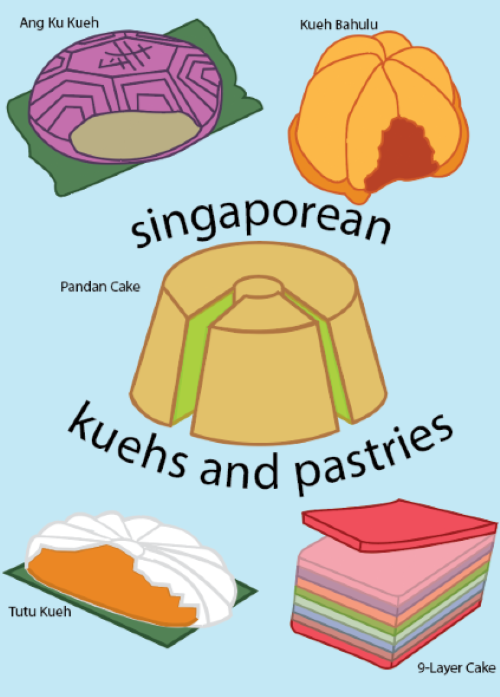 Ang Ku Kueh
Kueh Bahulu
singaporean
Pandan Cake
kuehs and pastries
Tutu Kueh
9-Layer Cake